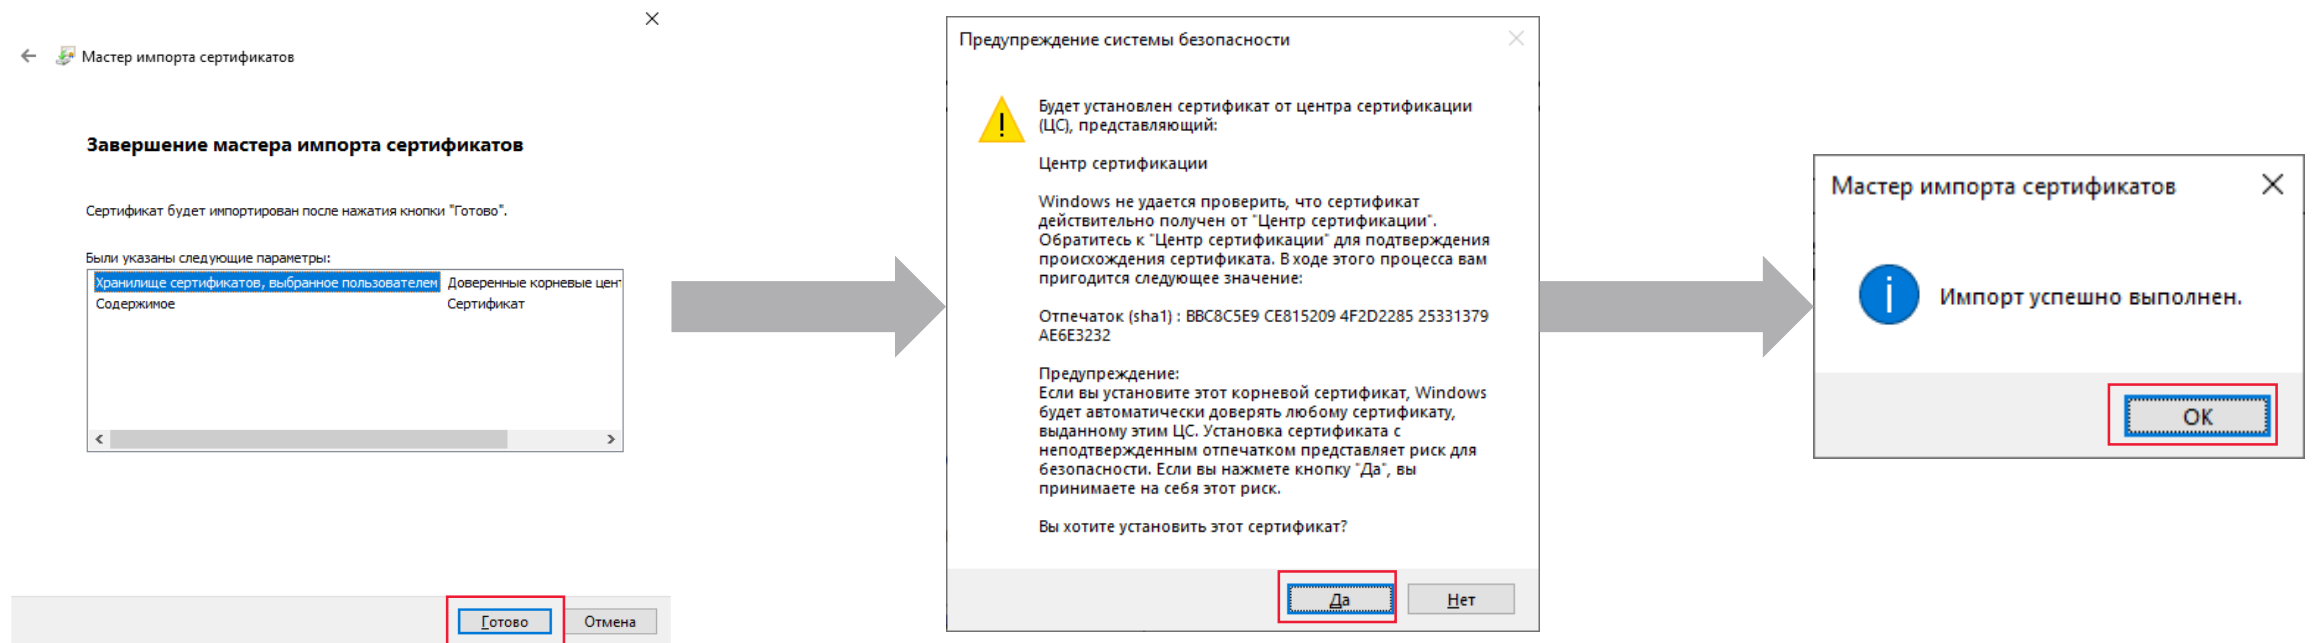 Мастер импорта сертификатов
Завершение мастера импорта сертификатов
Сертификат будет импортирован после нажатия кнопки "Готово".
Были указаны следующие параметры:
Хранилище сертификатов, выбранное пользователем Доверенные корневые цент
Содержимое Сертификат
Готово Отмена
Предупреждение системы безопасности
Будет установлен сертификат от центра сертификации
(ЦС), представляющий:
Центр сертификации
Windows не удается проверить, что сертификат
действительно получен от "Центр сертификации".
Обратитесь к "Центр сертификации" для подтверждения
происхождения сертификата. В ходе этого процесса вам
пригодится следующее значение:
Отпечаток (sha1) : BBC8C5E9 CE815209 4F2D2285 25331379
AE6E3232
Предупреждение:
Если вы установите этот корневой сертификат, Windows
будет автоматически доверять любому сертификату,
выданному этим ЦС. Установка сертификата с
неподтвержденным отпечатком представляет риск для
безопасности. Если вы нажмете кнопку "Да", вы
принимаете на себя этот риск.
Вы хотите установить этот сертификат?
Да Нет
Мастер импорта сертификатов
Импорт успешно выполнен.
OK